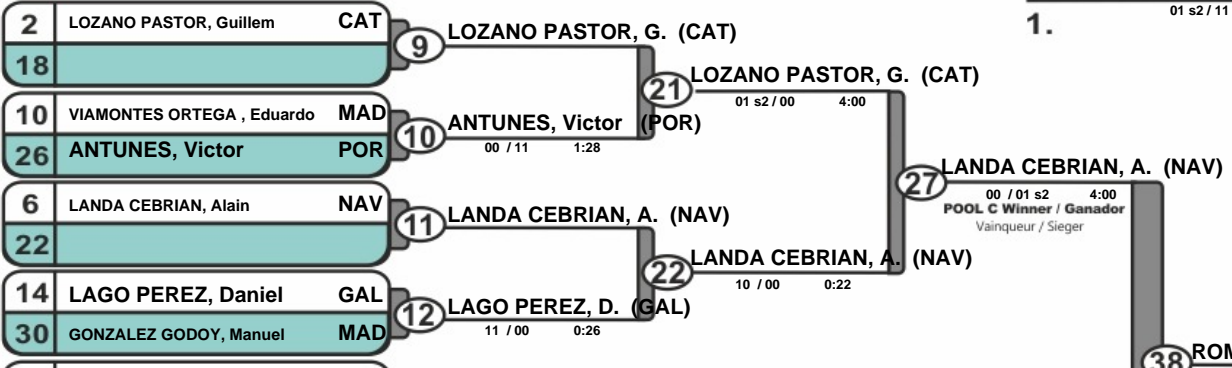 2 LOZANO PASTOR, Guillem CAT
18
10 VIAMONTES ORTEGA , Eduardo MAD
26 ANTUNES, Victor POR
6 LANDA CEBRIAN, Alain NAV
22
14 LAGO PEREZ, Daniel GAL
30 GONZALEZ GODOY, Manuel MAD
9 LOZANO PASTOR, G. (CAT)
10 ANTUNES, Victor (POR)
00 / 11 1:28
11 LANDA CEBRIAN, A. (NAV)
12 LAGO PEREZ, D. (GAL)
11 / 00 0:26
21 LOZANO PASTOR, G. (CAT)
01 s2 / 00 4:00
22 LANDA CEBRIAN, A. (NAV)
10 / 00 0:22
27 LANDA CEBRIAN, A. (NAV)
00 / 01 s2 4:00
POOL C Winner / Ganador
Vainqueur / Sieger
01 s2 / 11
1.
38